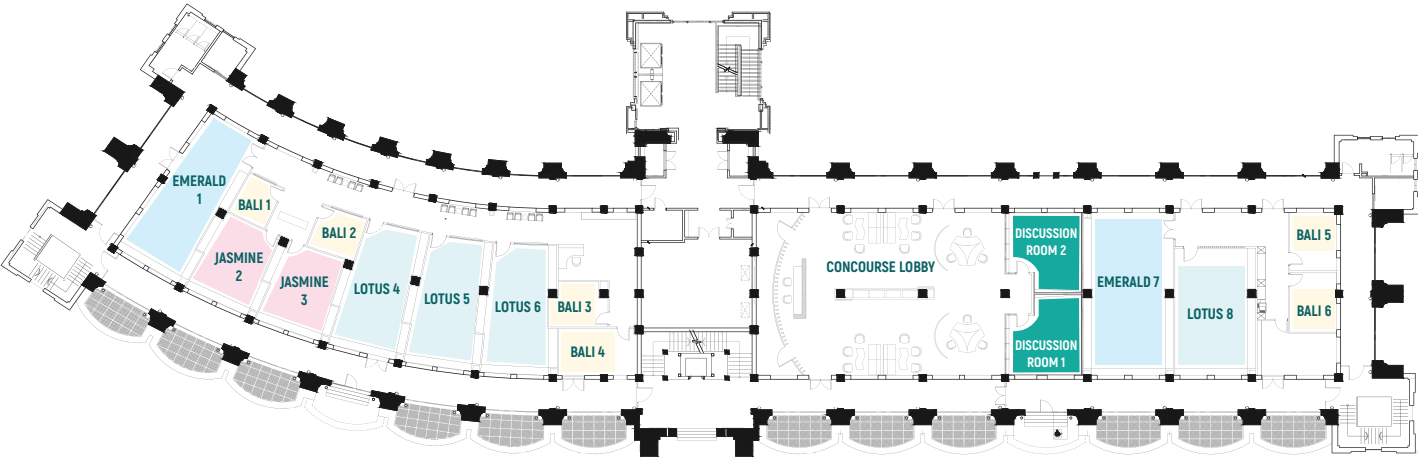 EMERALD
1
BALI 1
JASMINE
2
BALI 2
JASMINE
3
LOTUS 4
LOTUS 5
LOTUS 6
BALI 3
BALI 4
CONCOURSE LOBBY
DISCUSSION
ROOM 2
DISCUSSION
ROOM 1
EMERALD 7
LOTUS 8
BALI 5
BALI 6